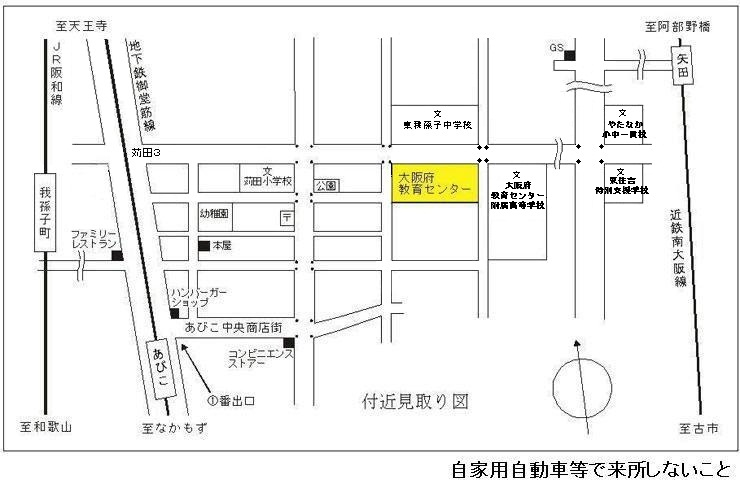 至天王寺
至阿部野橋
JR阪和線
地下鉄御堂筋線
GS
矢田
文
東我孫子中学校
文
やたなか
小中一貫校
苅田3
文
苅田小学校
公園
大阪府
教育センター
文
大阪府
教育センター
附属高等学校
文
東住吉
特別支援学校
我孫子町
幼稚園
〒
近鉄南大阪線
ファミリー
レストラン
本屋
ハンバーガー
ショップ
あびこ中央商店街
あびこ
コンビニエンス
ストアー
①番出口
付近見取り図
至和歌山
至なかもず
至古市
自家用自動車等で来所しないこと